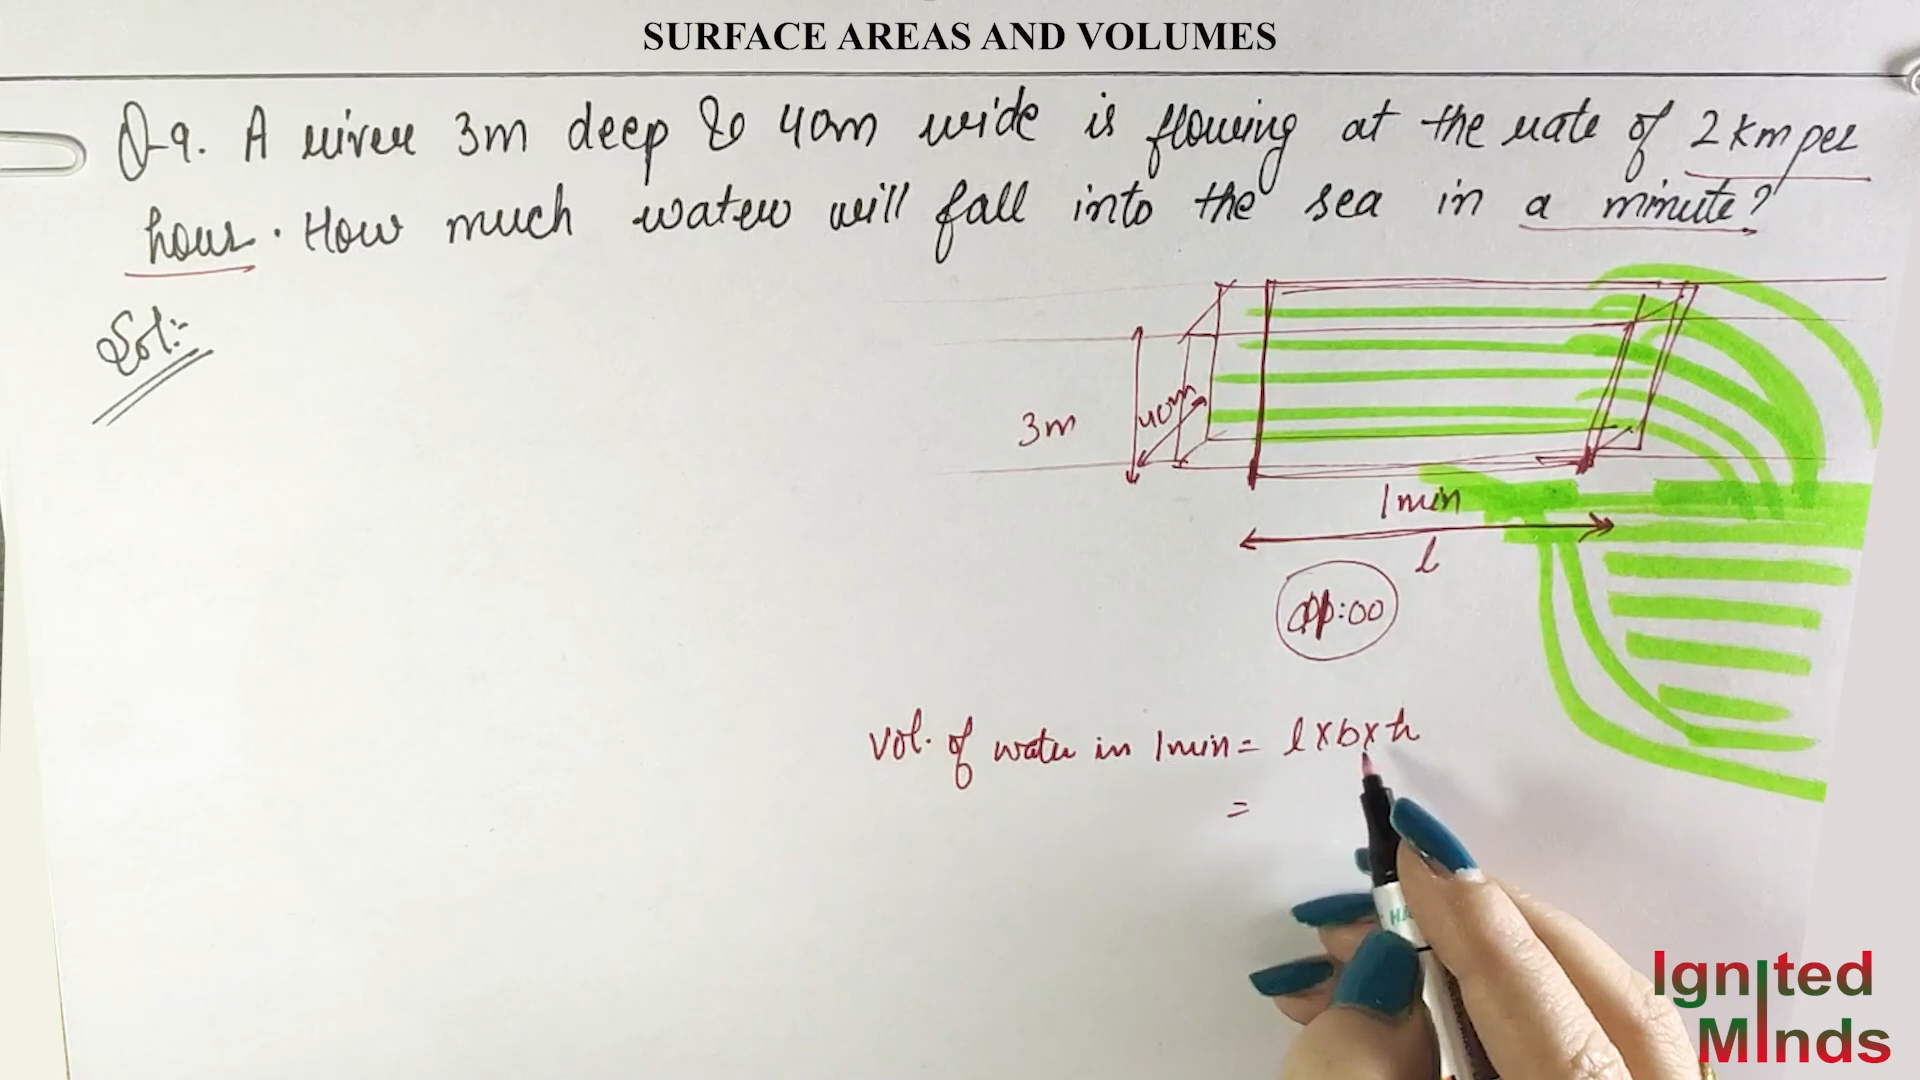 SURFACE AREAS AND VOLUMES
Q-9. A river 3m deep & 40m wide is flowing at the rate of 2 km per
hour. How much water will fall into the sea in a minute?
Sol:-
3m
40m
1 min
l
:00
Vol. of water in 1 min = l x b x h
=
Ignited
Minds